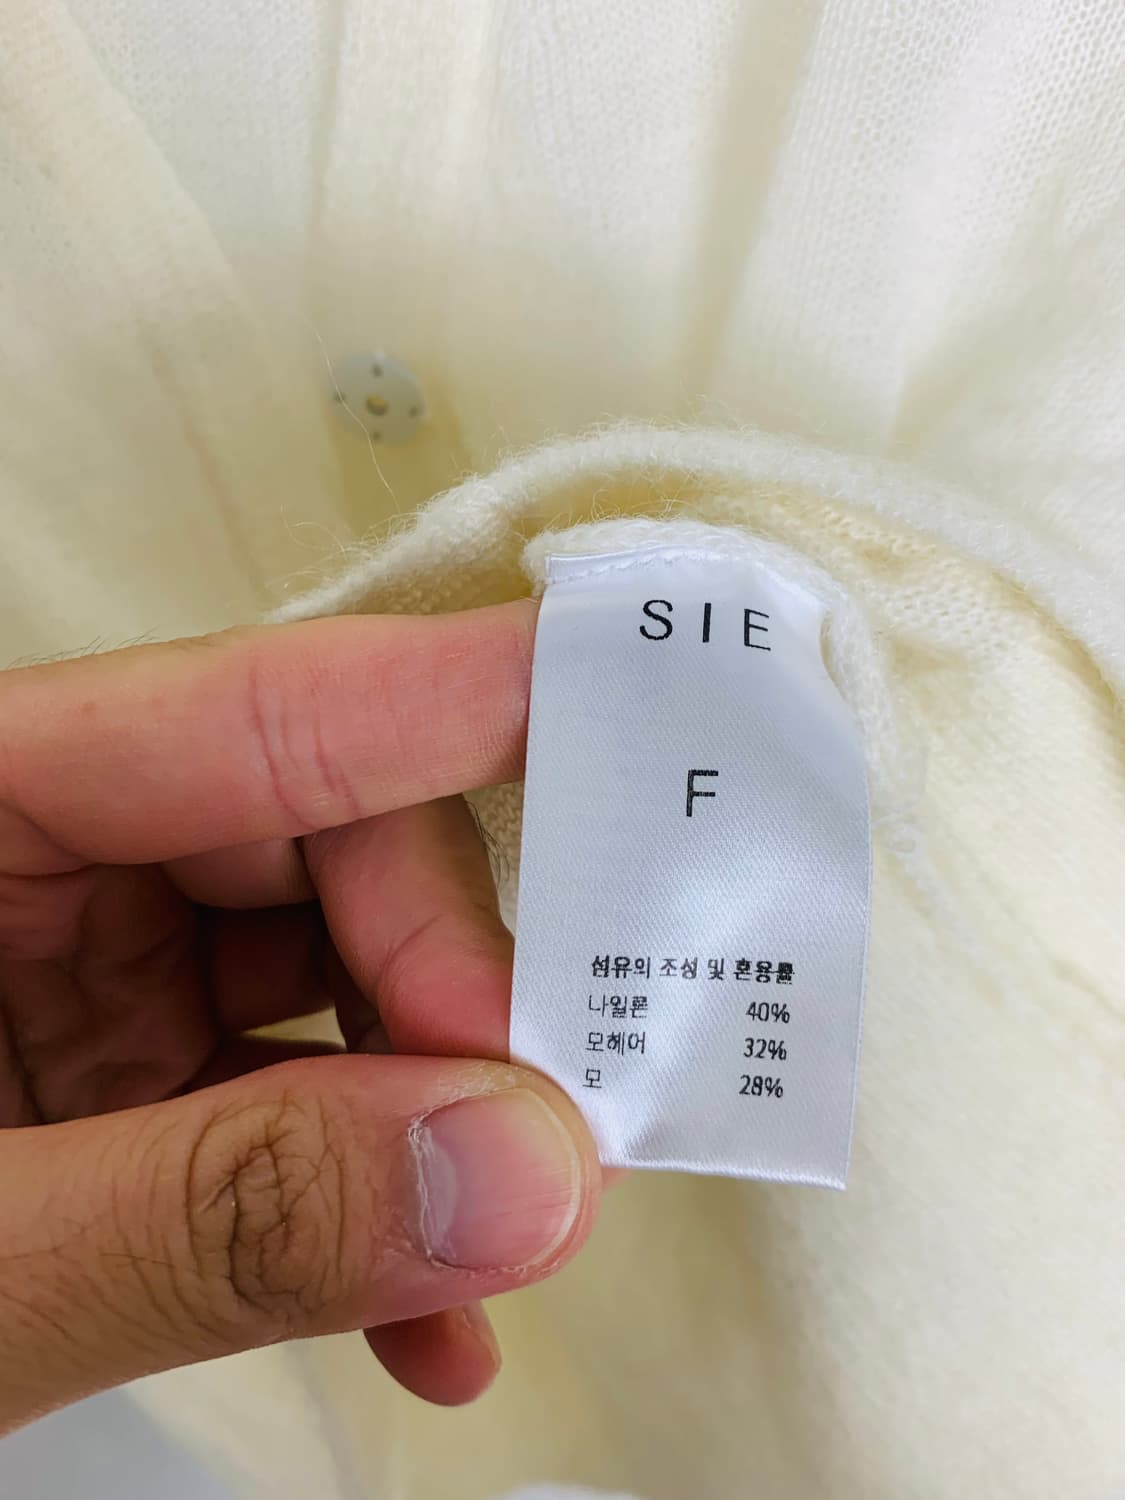 SIE
F
섬유의 조성 및 혼용률
나일론 40%
모헤어 32%
모 28%